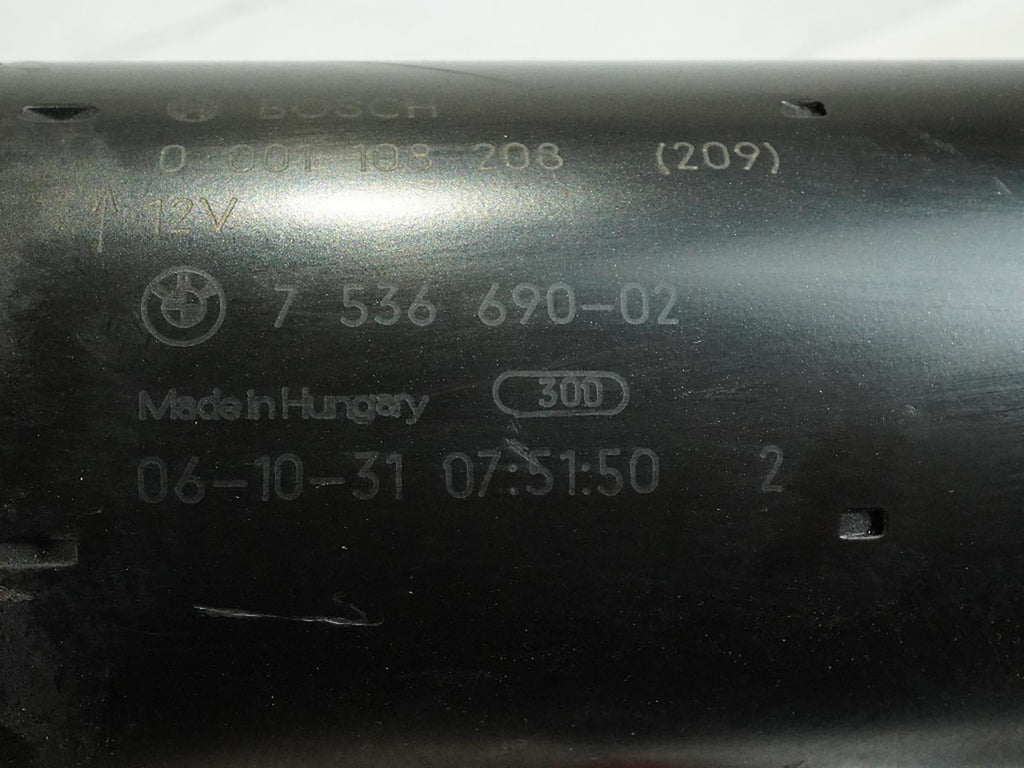 BOSCH
0 001 108 208 (209)
12V
7 536 690-02
Made in Hungary 300
06-10-31 07:51:50 2